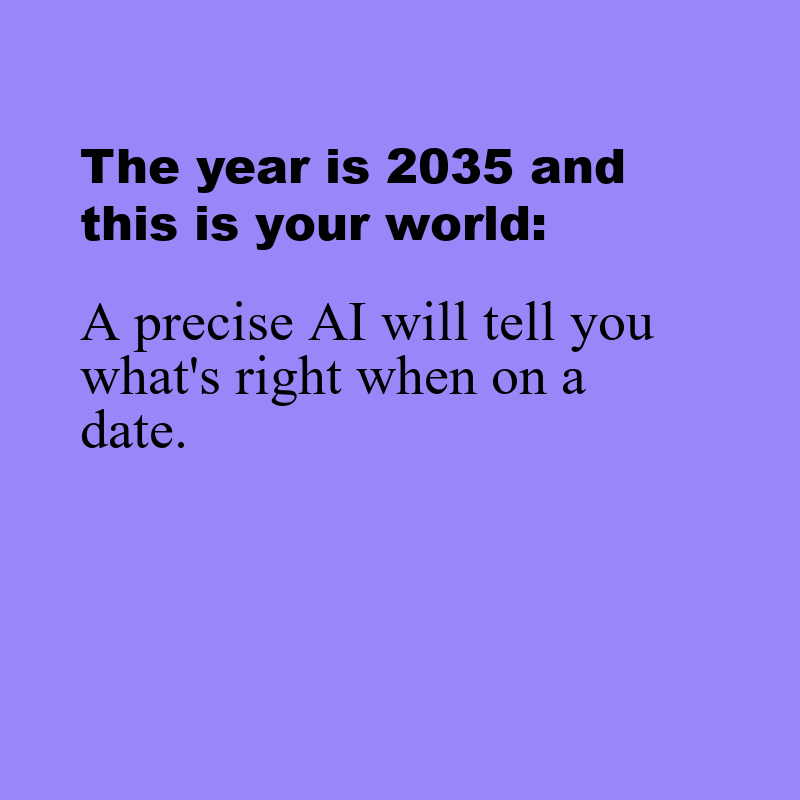 The year is 2035 and
this is your world:
A precise AI will tell you
what's right when on a
date.